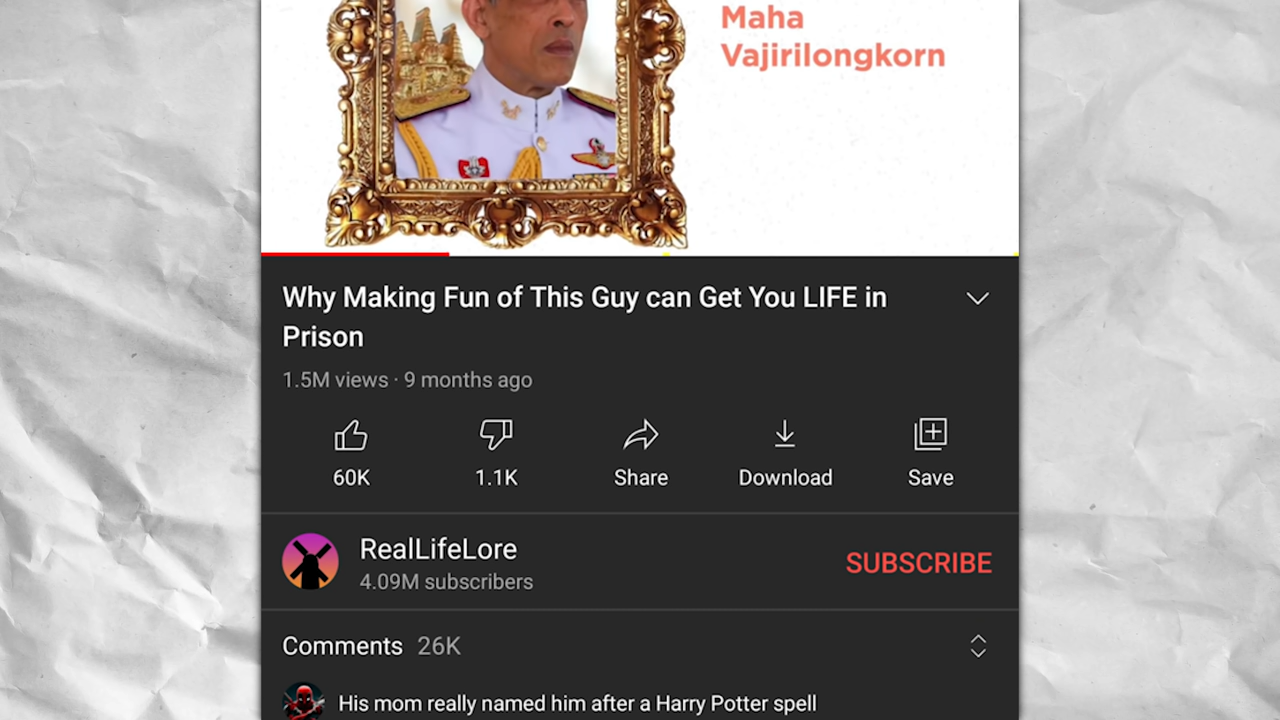 Maha
Vajirilongkorn
Why Making Fun of This Guy can Get You LIFE in
Prison
1.5M views · 9 months ago
60K
1.1K
Share
Download
Save
RealLifeLore
4.09M subscribers
SUBSCRIBE
Comments 26K
His mom really named him after a Harry Potter spell